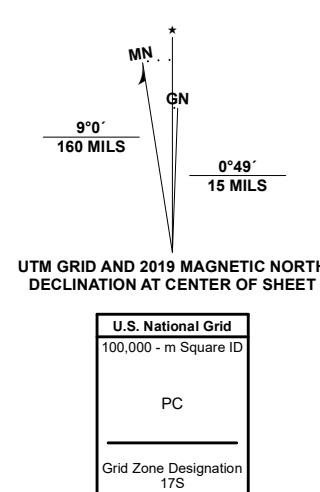 ★
MN
GN
9°0´
160 MILS
0°49´
15 MILS
UTM GRID AND 2019 MAGNETIC NORTH
DECLINATION AT CENTER OF SHEET
U.S. National Grid
100,000 - m Square ID
PC
Grid Zone Designation
17S